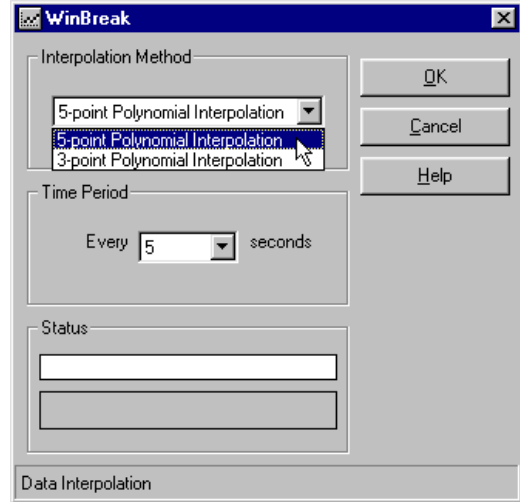 WinBreak
Interpolation Method
5-point Polynomial Interpolation
5-point Polynomial Interpolation
3-point Polynomial Interpolation
OK
Cancel
Help
Time Period
Every 5 seconds
Status
Data Interpolation